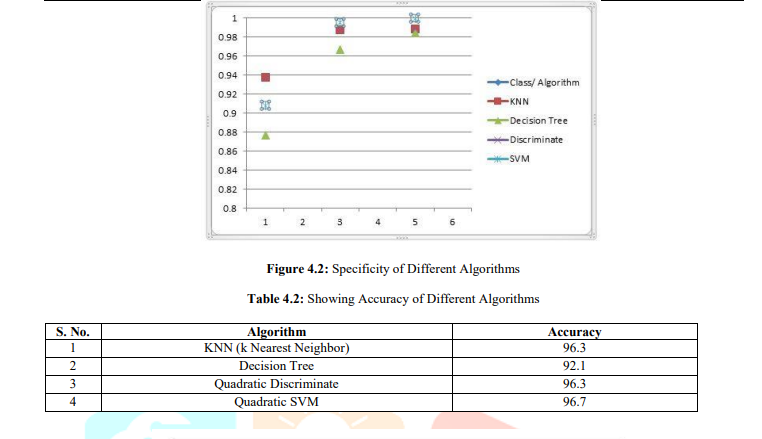 1
0.98
0.96
0.94
0.92
0.9
0.88
0.86
0.84
0.82
0.8
1 2 3 4 5 6
Class/ Algorithm
KNN
Decision Tree
Discriminate
SVM
Figure 4.2: Specificity of Different Algorithms
Table 4.2: Showing Accuracy of Different Algorithms
S. No. Algorithm Accuracy
1 KNN (k Nearest Neighbor) 96.3
2 Decision Tree 92.1
3 Quadratic Discriminate 96.3
4 Quadratic SVM 96.7